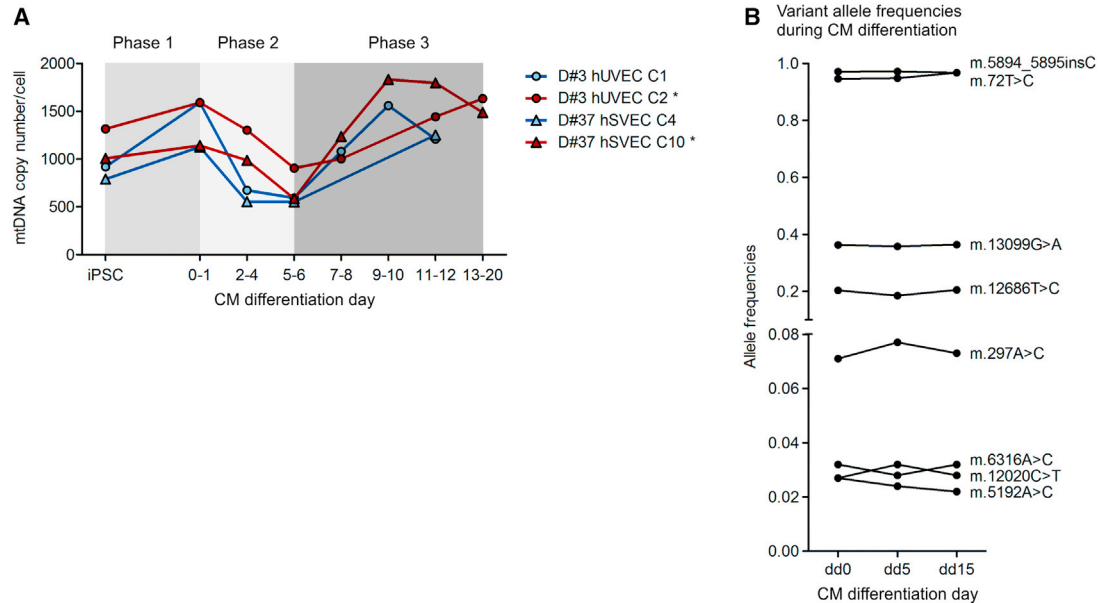 A
Phase 1
Phase 2
Phase 3
mtDNA copy number/cell
2000
1500
1000
500
0
iPSC
0-1
2-4
5-6
7-8
9-10
11-12
13-20
CM differentiation day
D#3 hUVEC C1
D#3 hUVEC C2 *
D#37 hSVEC C4
D#37 hSVEC C10 *
B
Variant allele frequencies
during CM differentiation
Allele frequencies
1.0
0.8
0.6
0.4
0.2
0.08
0.06
0.04
0.02
0.00
m.5894_5895insC
m.72T>C
m.13099G>A
m.12686T>C
m.297A>C
m.6316A>C
m.12020C>T
m.5192A>C
dd0
dd5
dd15
CM differentiation day